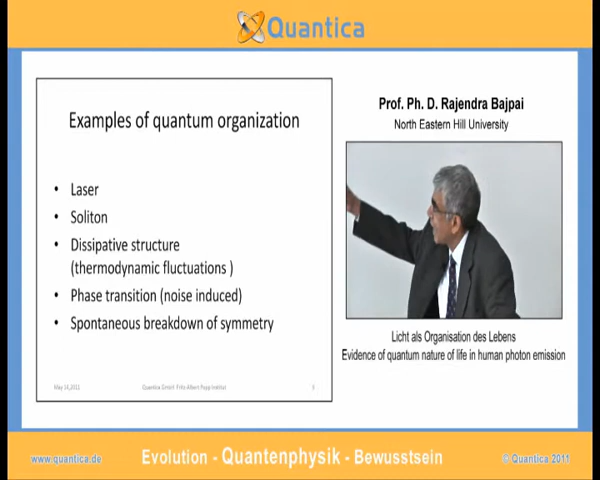 Quantica
Examples of quantum organization
• Laser
• Soliton
• Dissipative structure
(thermodynamic fluctuations )
• Phase transition (noise induced)
• Spontaneous breakdown of symmetry
May 14,2011 Quantica GmbH Fritz-Albert Popp Institut
Prof. Ph. D. Rajendra Bajpai
North Eastern Hill University
Licht als Organisation des Lebens
Evidence of quantum nature of life in human photon emission
www.quantica.de Evolution - Quantenphysik - Bewusstsein © Quantica 2011